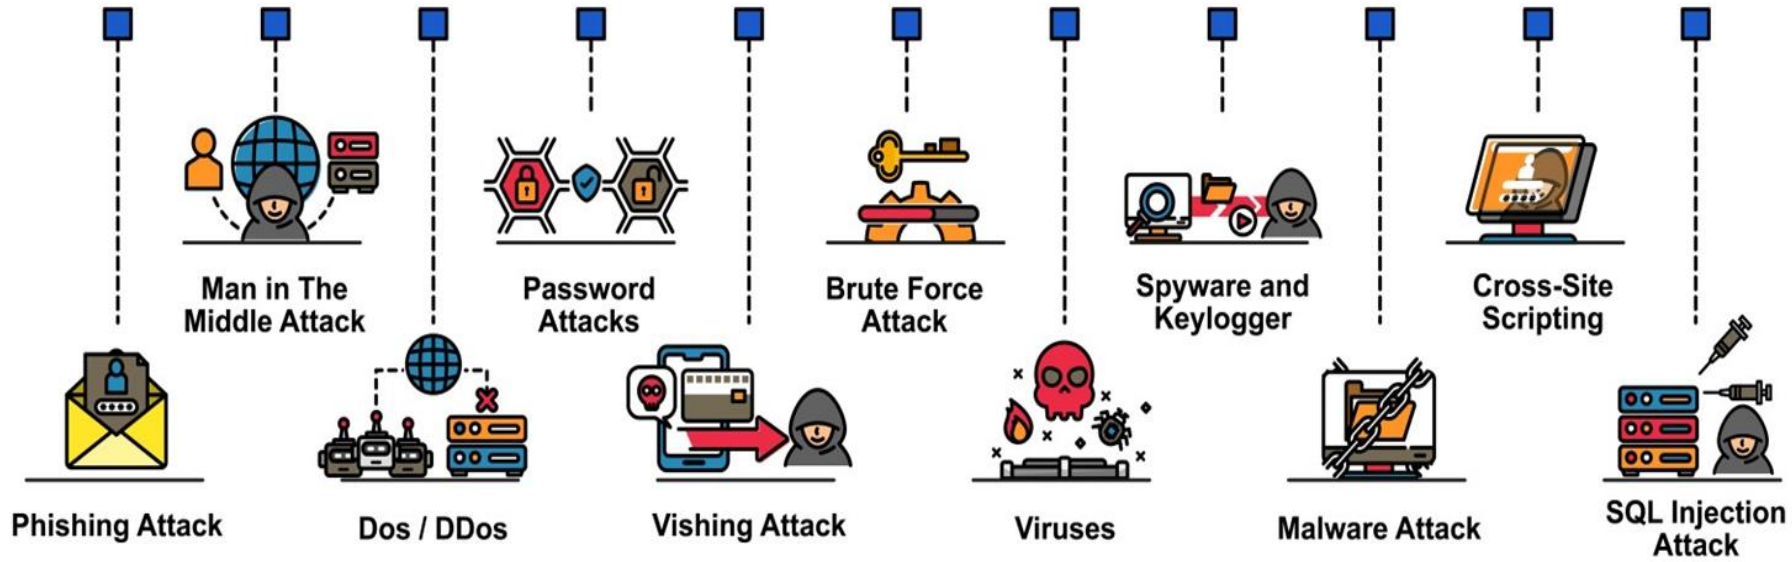 Man in The
Middle Attack
Password
Attacks
Brute Force
Attack
Spyware and
Keylogger
Cross-Site
Scripting
Phishing Attack
Dos / DDos
Vishing Attack
Viruses
Malware Attack
SQL Injection
Attack